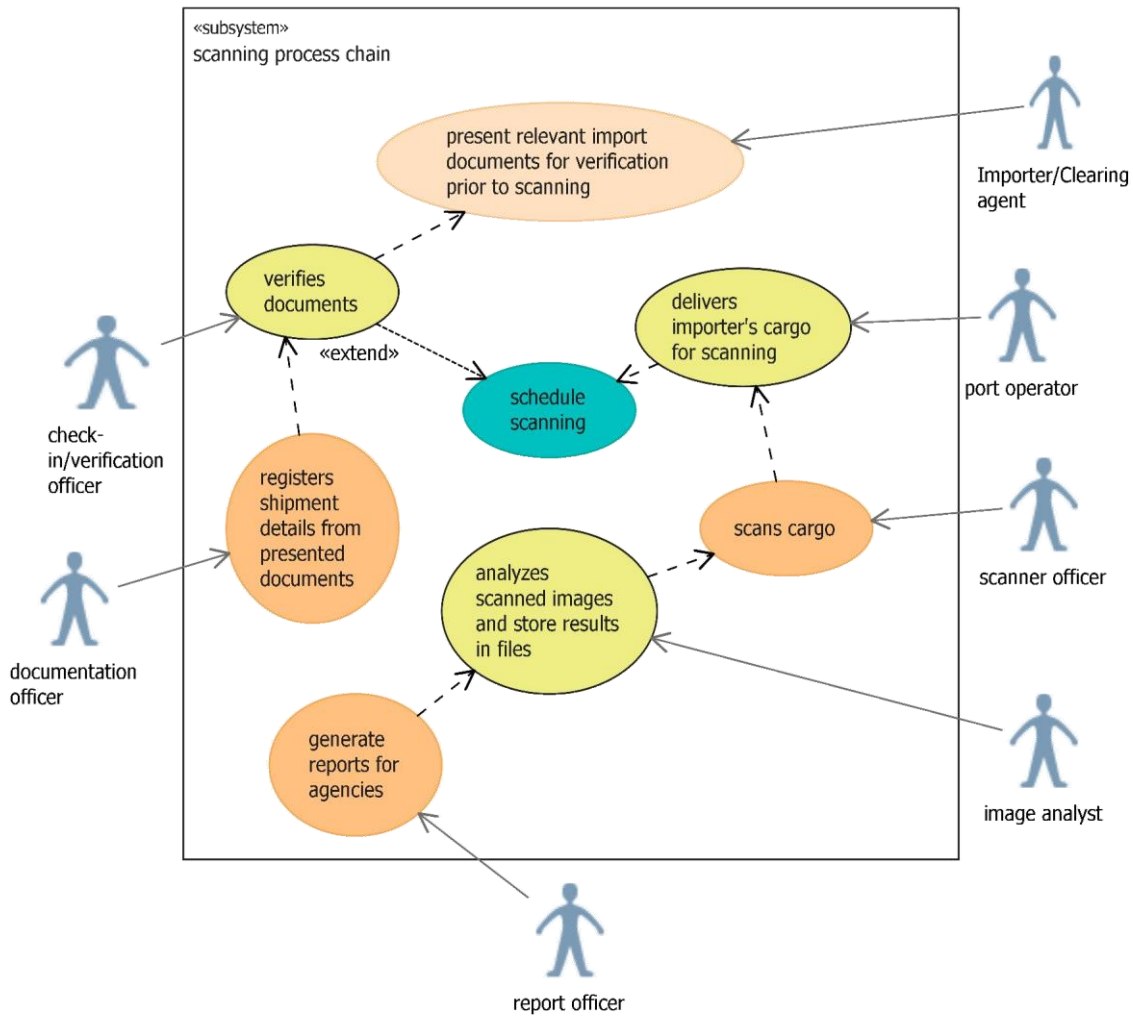 «subsystem»
scanning process chain
present relevant import
documents for verification
prior to scanning
Importer/Clearing
agent
verifies
documents
«extend»
delivers
importer's cargo
for scanning
port operator
check-
in/verification
officer
schedule
scanning
registers
shipment
details from
presented
documents
scans cargo
scanner officer
analyzes
scanned images
and store results
in files
documentation
officer
generate
reports for
agencies
image analyst
report officer